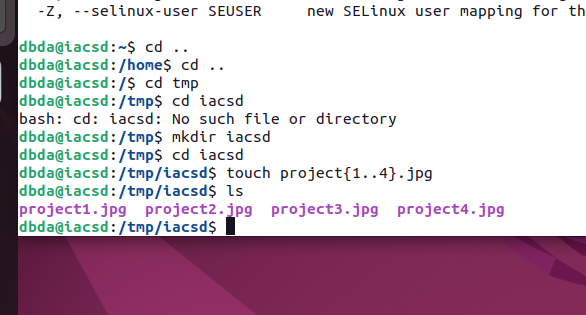 -Z, --selinux-user SEUSER     new SELinux user mapping for th
dbda@iacsd:~$ cd ..
dbda@iacsd:/home$ cd ..
dbda@iacsd:/$ cd tmp
dbda@iacsd:/tmp$ cd iacsd
bash: cd: iacsd: No such file or directory
dbda@iacsd:/tmp$ mkdir iacsd
dbda@iacsd:/tmp$ cd iacsd
dbda@iacsd:/tmp/iacsd$ touch project{1..4}.jpg
dbda@iacsd:/tmp/iacsd$ ls
project1.jpg  project2.jpg  project3.jpg  project4.jpg
dbda@iacsd:/tmp/iacsd$